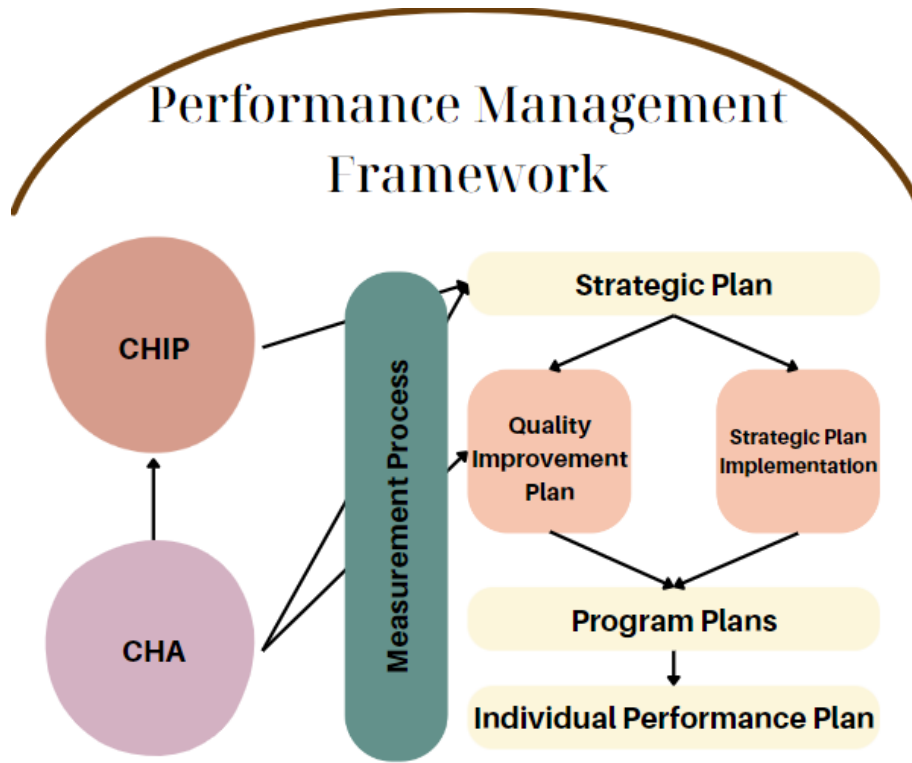 Performance Management
Framework
CHIP
CHA
Measurement Process
Strategic Plan
Quality
Improvement
Plan
Strategic Plan
Implementation
Program Plans
Individual Performance Plan